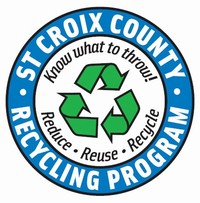 • ST CROIX COUNTY •
Know what to throw!
Reduce • Reuse • Recycle
RECYCLING PROGRAM